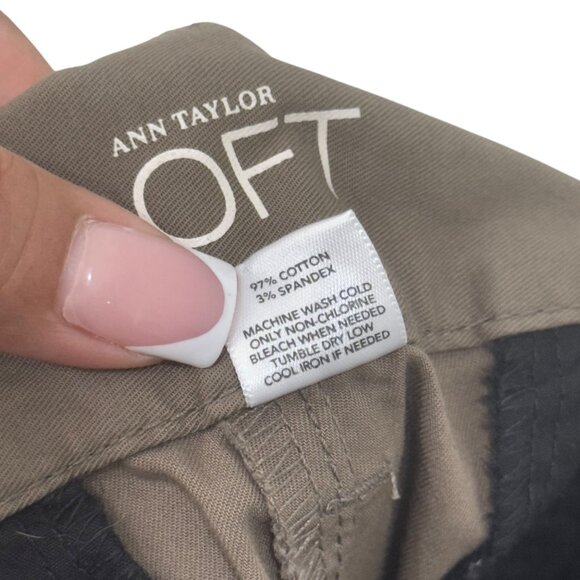 ANN TAYLOR
OFT
97% COTTON
3% SPANDEX
MACHINE WASH COLD
ONLY NON-CHLORINE
BLEACH WHEN NEEDED
TUMBLE DRY LOW
COOL IRON IF NEEDED